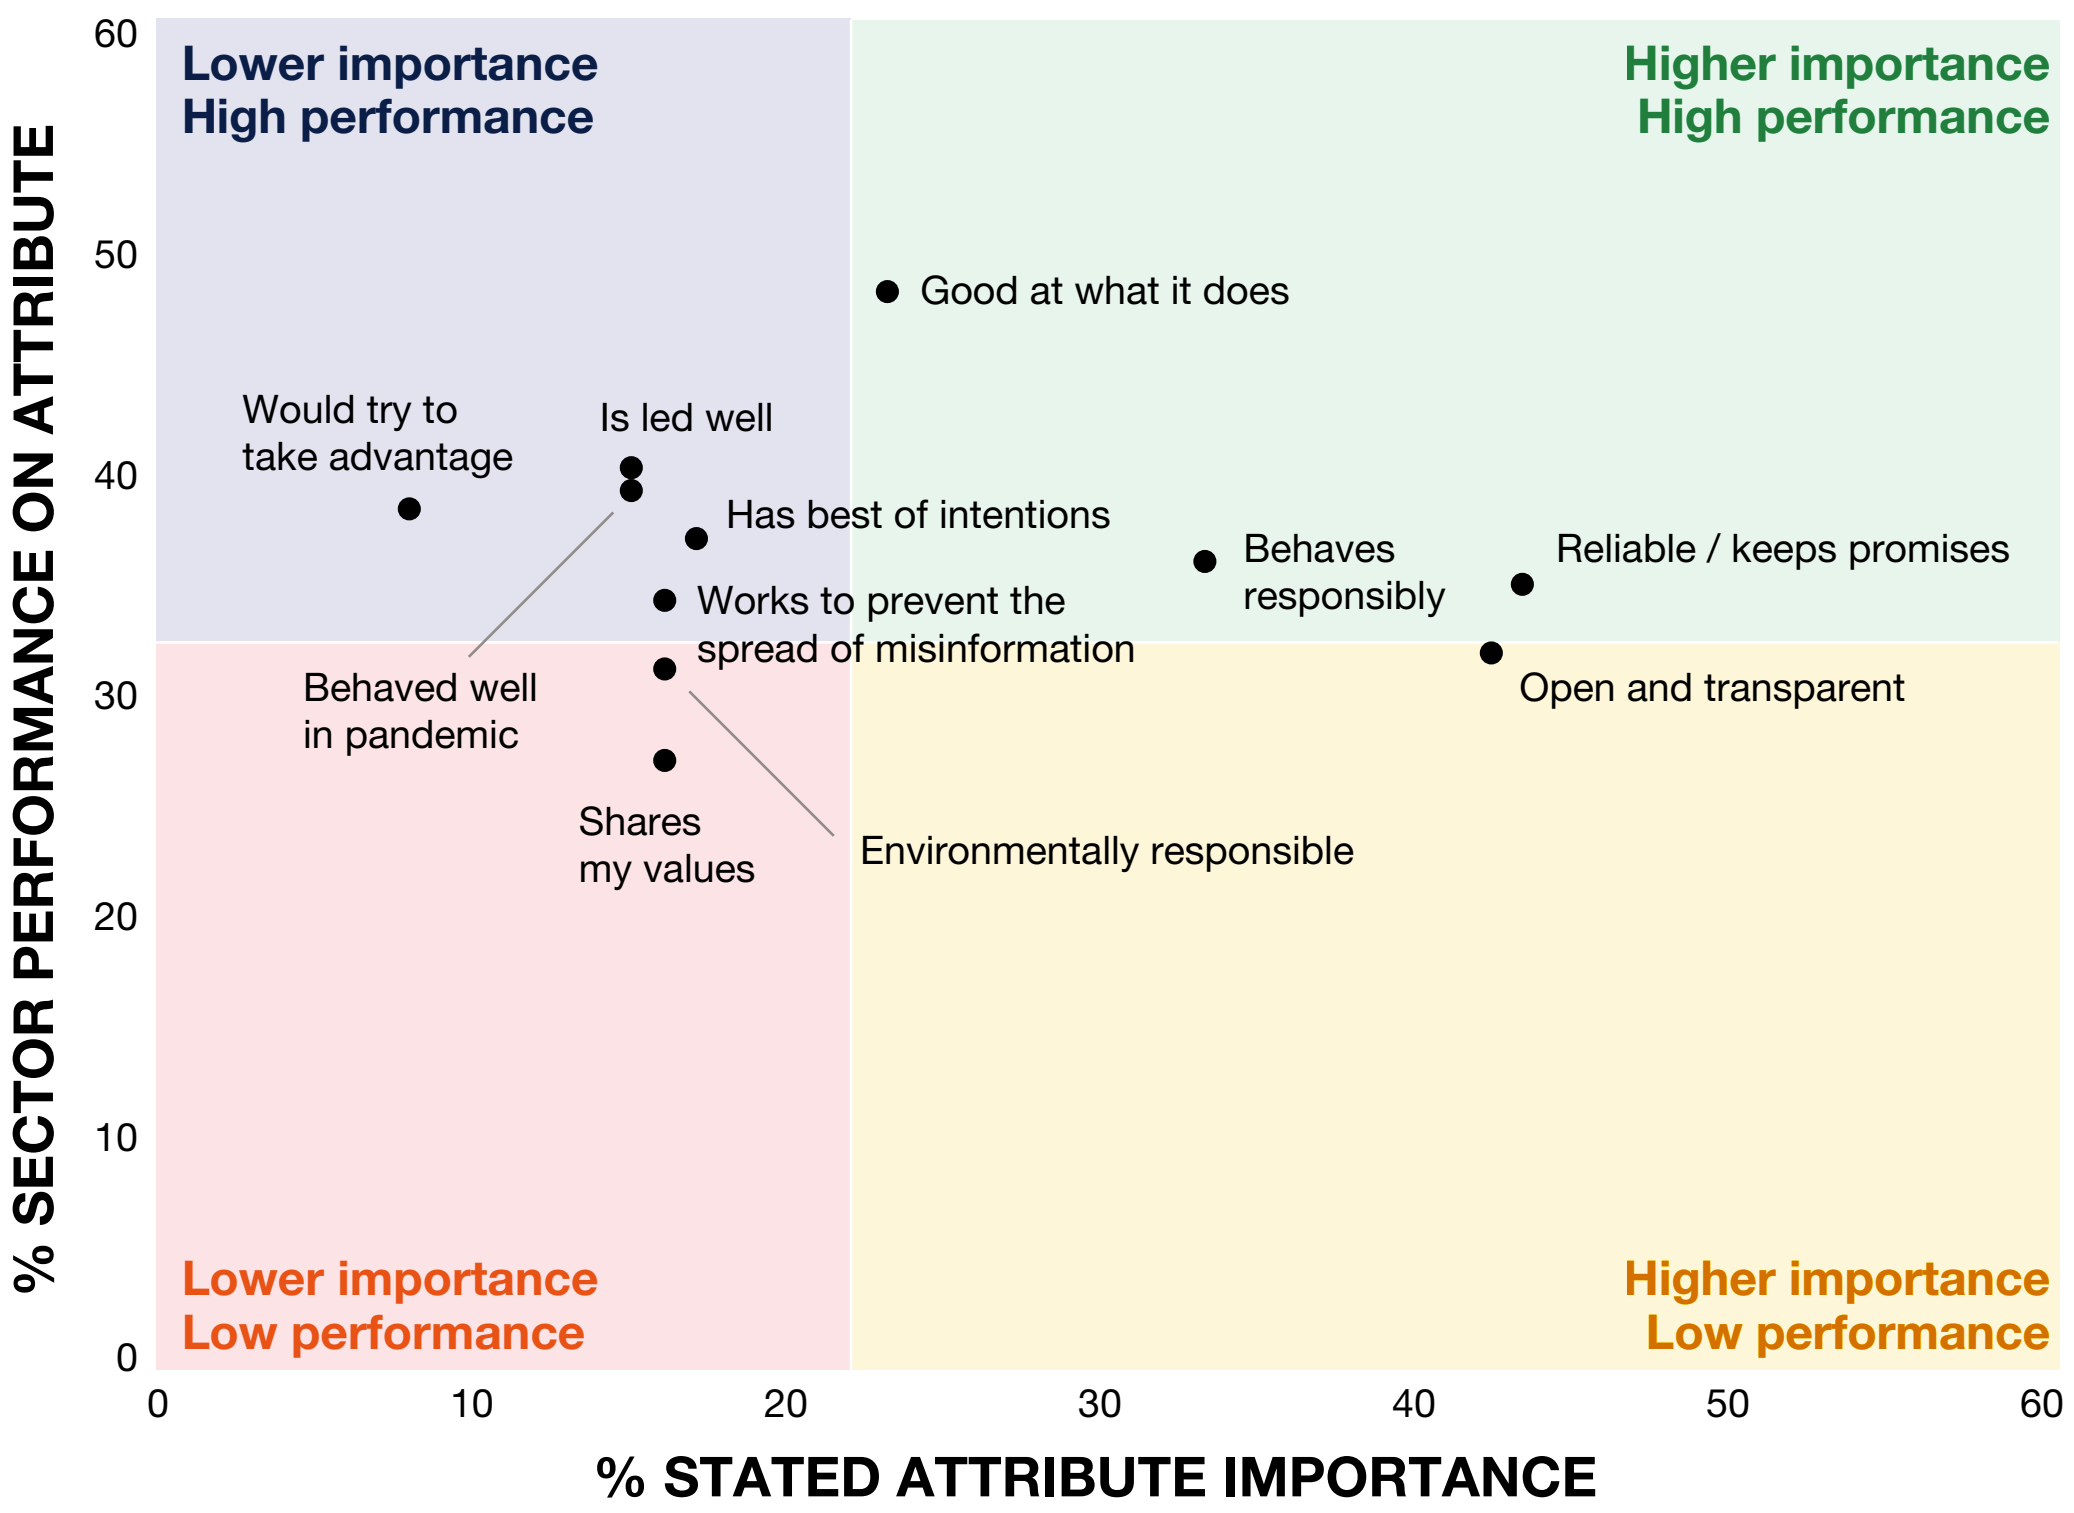 % SECTOR PERFORMANCE ON ATTRIBUTE
60
50
40
30
20
10
0
Lower importance
High performance
Higher importance
High performance
Good at what it does
Would try to
take advantage
Is led well
Has best of intentions
Behaves
responsibly
Reliable / keeps promises
Works to prevent the
spread of misinformation
Behaved well
in pandemic
Open and transparent
Shares
my values
Environmentally responsible
Lower importance
Low performance
Higher importance
Low performance
0 10 20 30 40 50 60
% STATED ATTRIBUTE IMPORTANCE